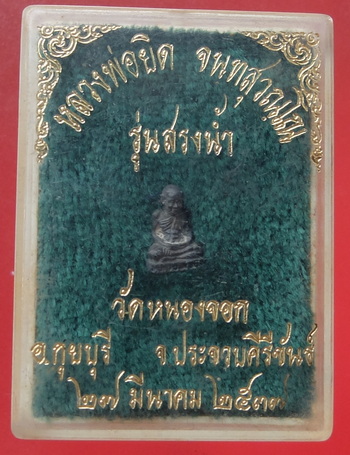 หลวงพ่อยิด จนฺทสุวณฺโณ
รุ่นสรงน้ำ
วัดหนองจอก
อ.กุยบุรี จ.ประจวบคีรีขันธ์
๒๗ มีนาคม ๒๕๓๗